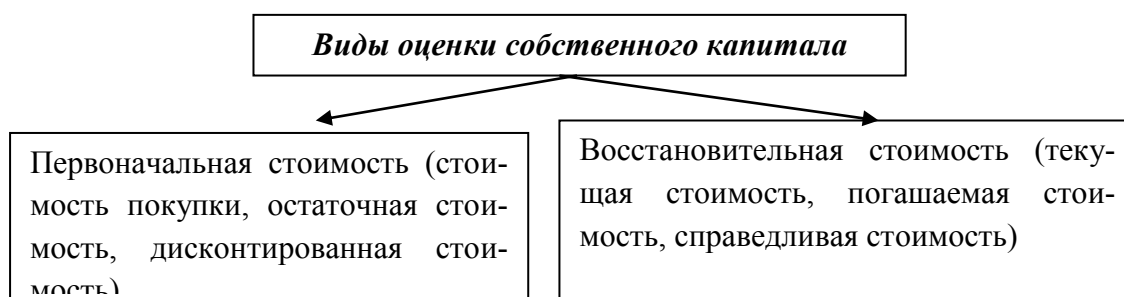 Виды оценки собственного капитала
Первоначальная стоимость (стои-
мость покупки, остаточная стои-
мость, дисконтированная стои-
мость)
Восстановительная стоимость (теку-
щая стоимость, погашаемая стои-
мость, справедливая стоимость)